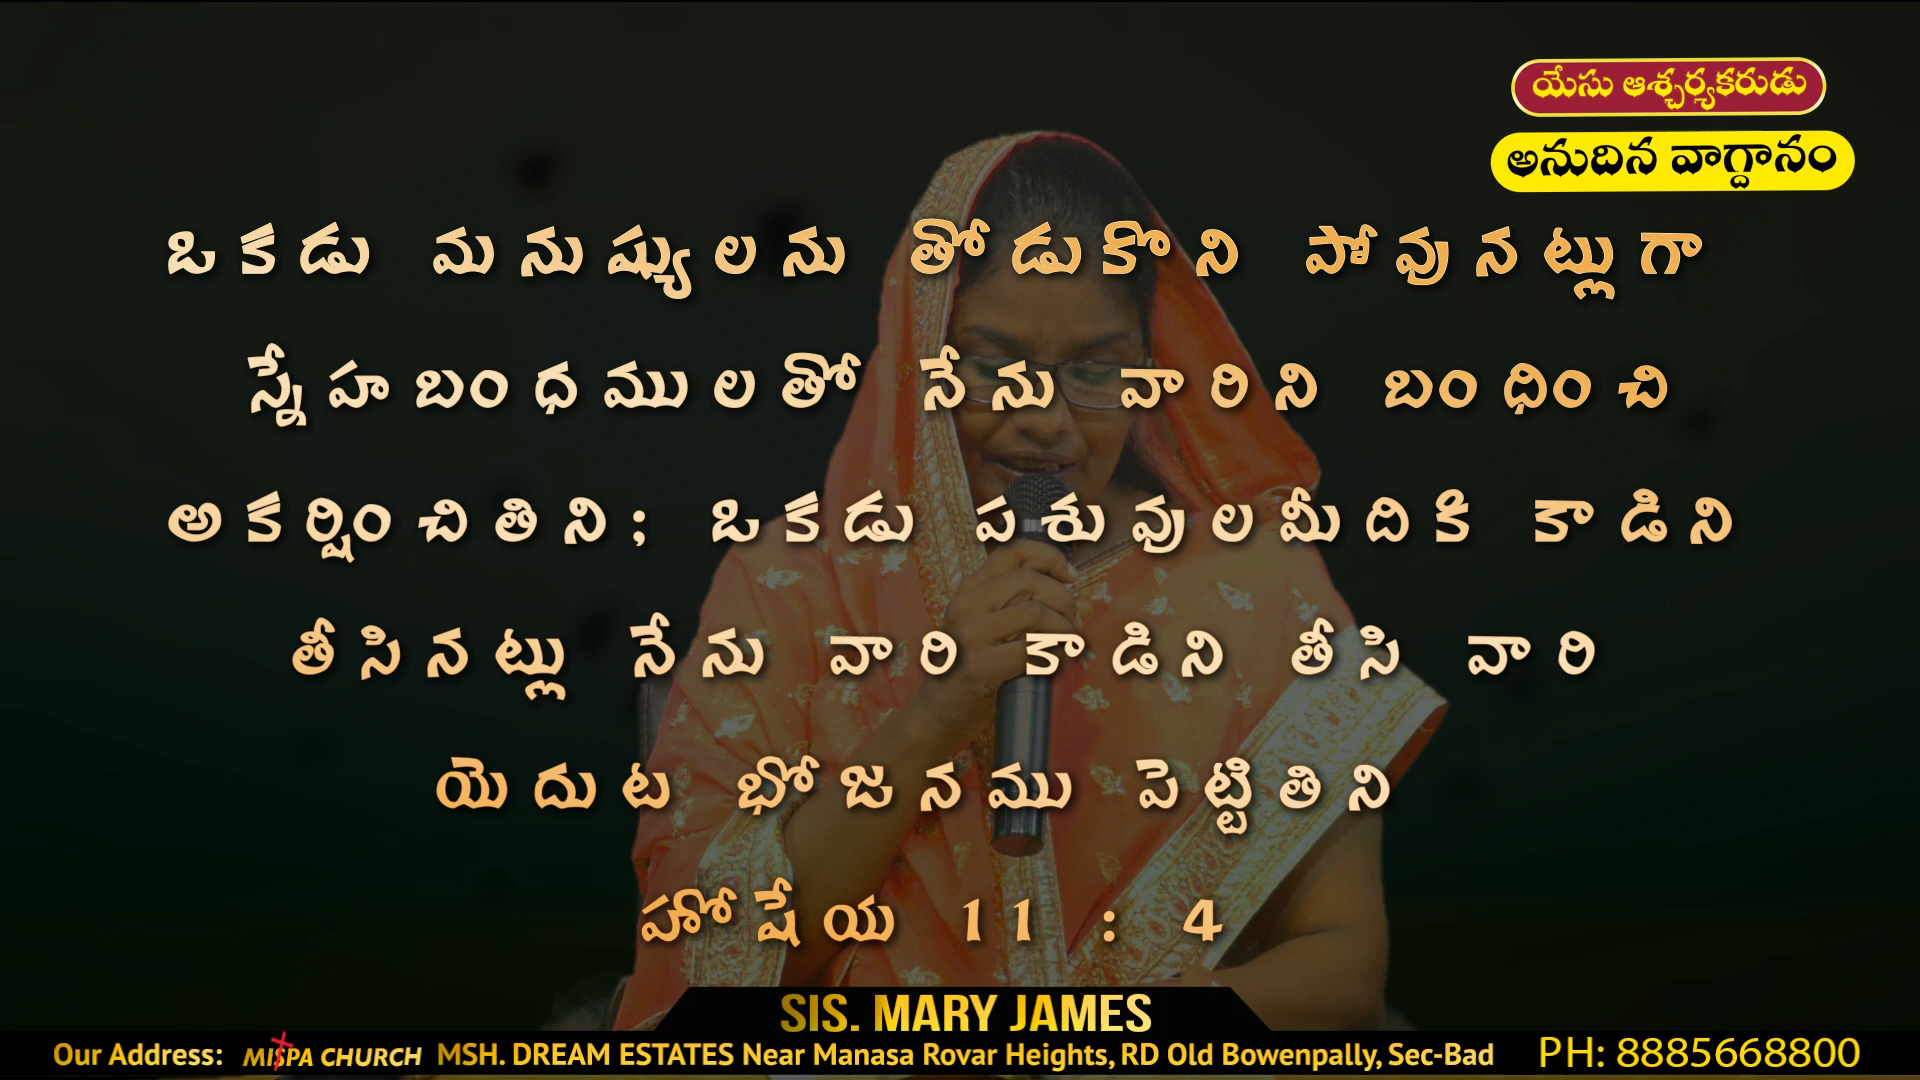 యేసు ఆశ్చర్యకరుడు
అనుదిన వాగ్దానం
ఒకడు మనుష్యులను తోడుకొని పోవునట్లుగా
స్నేహబంధములతో నేను వారిని బంధించి
అకర్షించితిని; ఒకడు పశువులమీదికి కాడిని
తీసినట్లు నేను వారి కాడిని తీసి వారి
యెదుట భోజనము పెట్టితిని
హోషేయ 11 : 4
SIS. MARY JAMES
Our Address: MISPA CHURCH MSH. DREAM ESTATES Near Manasa Rovar Heights, RD Old Bowenpally, Sec-Bad PH: 8885668800